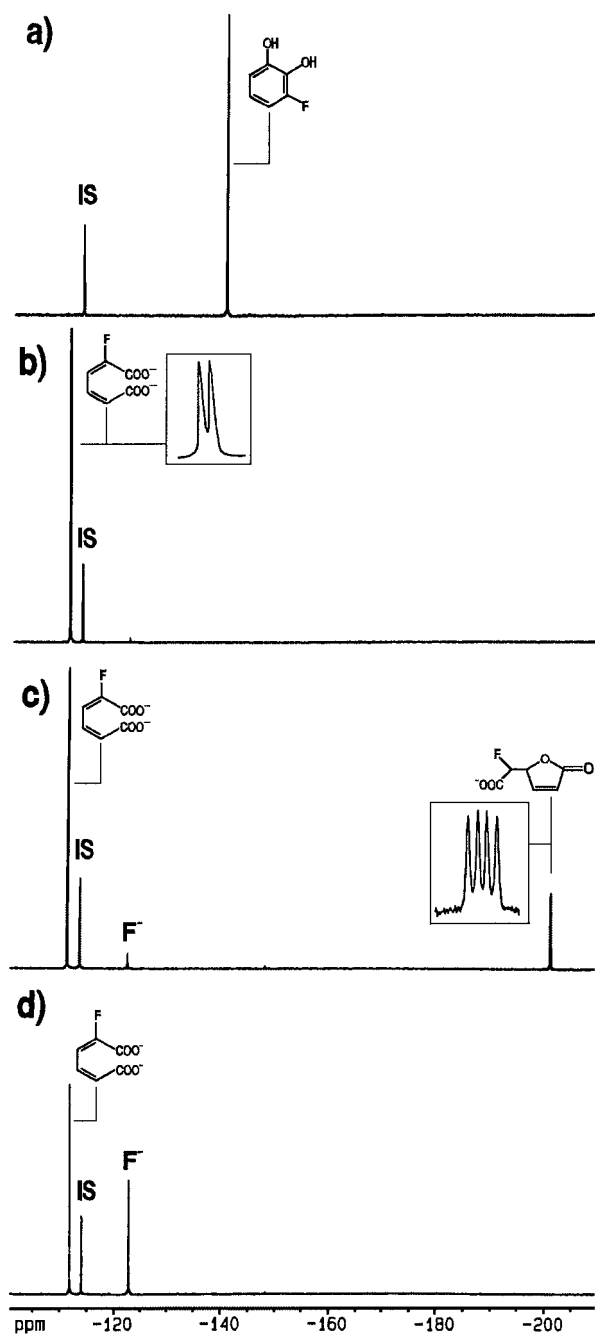 a)
OH
OH
F
IS
b)
F
COO⁻
COO⁻
IS
c)
F
COO⁻
COO⁻
IS
F⁻
F
O
O
⁻OOC
d)
F
COO⁻
COO⁻
IS
F⁻
ppm -120 -140 -160 -180 -200